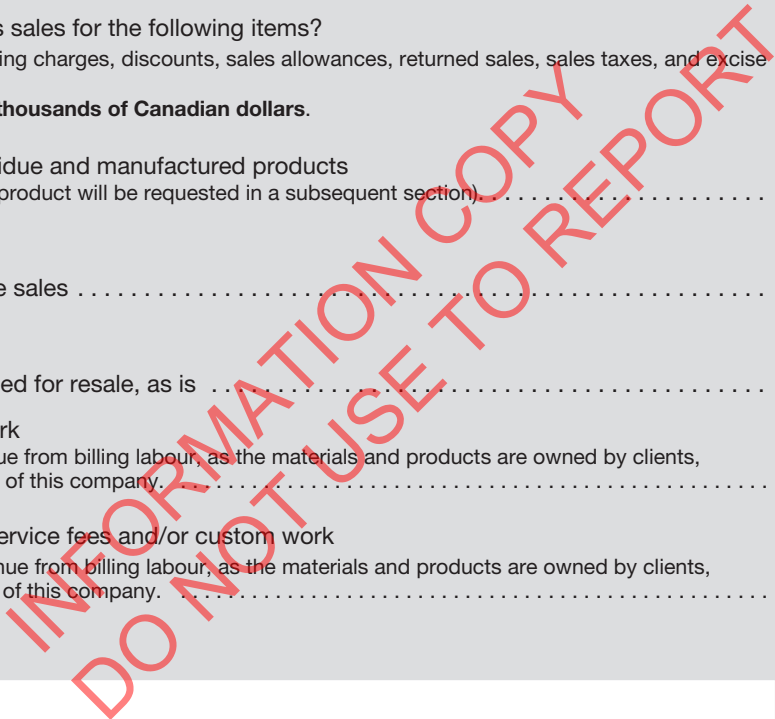 s sales for the following items?
ing charges, discounts, sales allowances, returned sales, sales taxes, and excise
thousands of Canadian dollars.
idue and manufactured products
product will be requested in a subsequent section). . . . . . . . . . . . . . . . . . . . . .
e sales . . . . . . . . . . . . . . . . . . . . . . . . . . . . . . . . . . . . . . . . . . . . . . . . . . . .
ed for resale, as is . . . . . . . . . . . . . . . . . . . . . . . . . . . . . . . . . . . . . . . . . .
rk
ue from billing labour, as the materials and products are owned by clients,
of this company. . . . . . . . . . . . . . . . . . . . . . . . . . . . . . . . . . . . . . . . . . . . . . . .
ervice fees and/or custom work
nue from billing labour, as the materials and products are owned by clients,
of this company. . . . . . . . . . . . . . . . . . . . . . . . . . . . . . . . . . . . . . . . . . . . . . . .
INFORMATION COPY
DO NOT USE TO REPORT